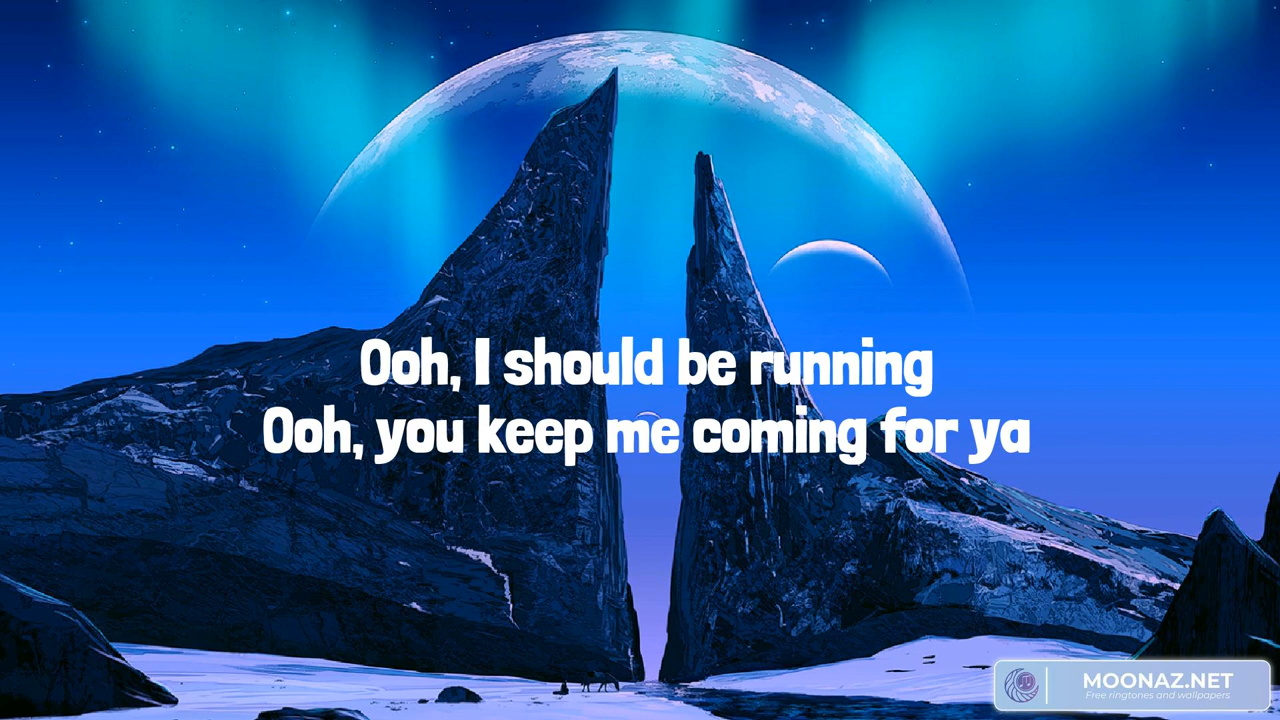 Ooh, I should be running
Ooh, you keep me coming for ya
MOONAZ.NET
Free ringtones and wallpapers